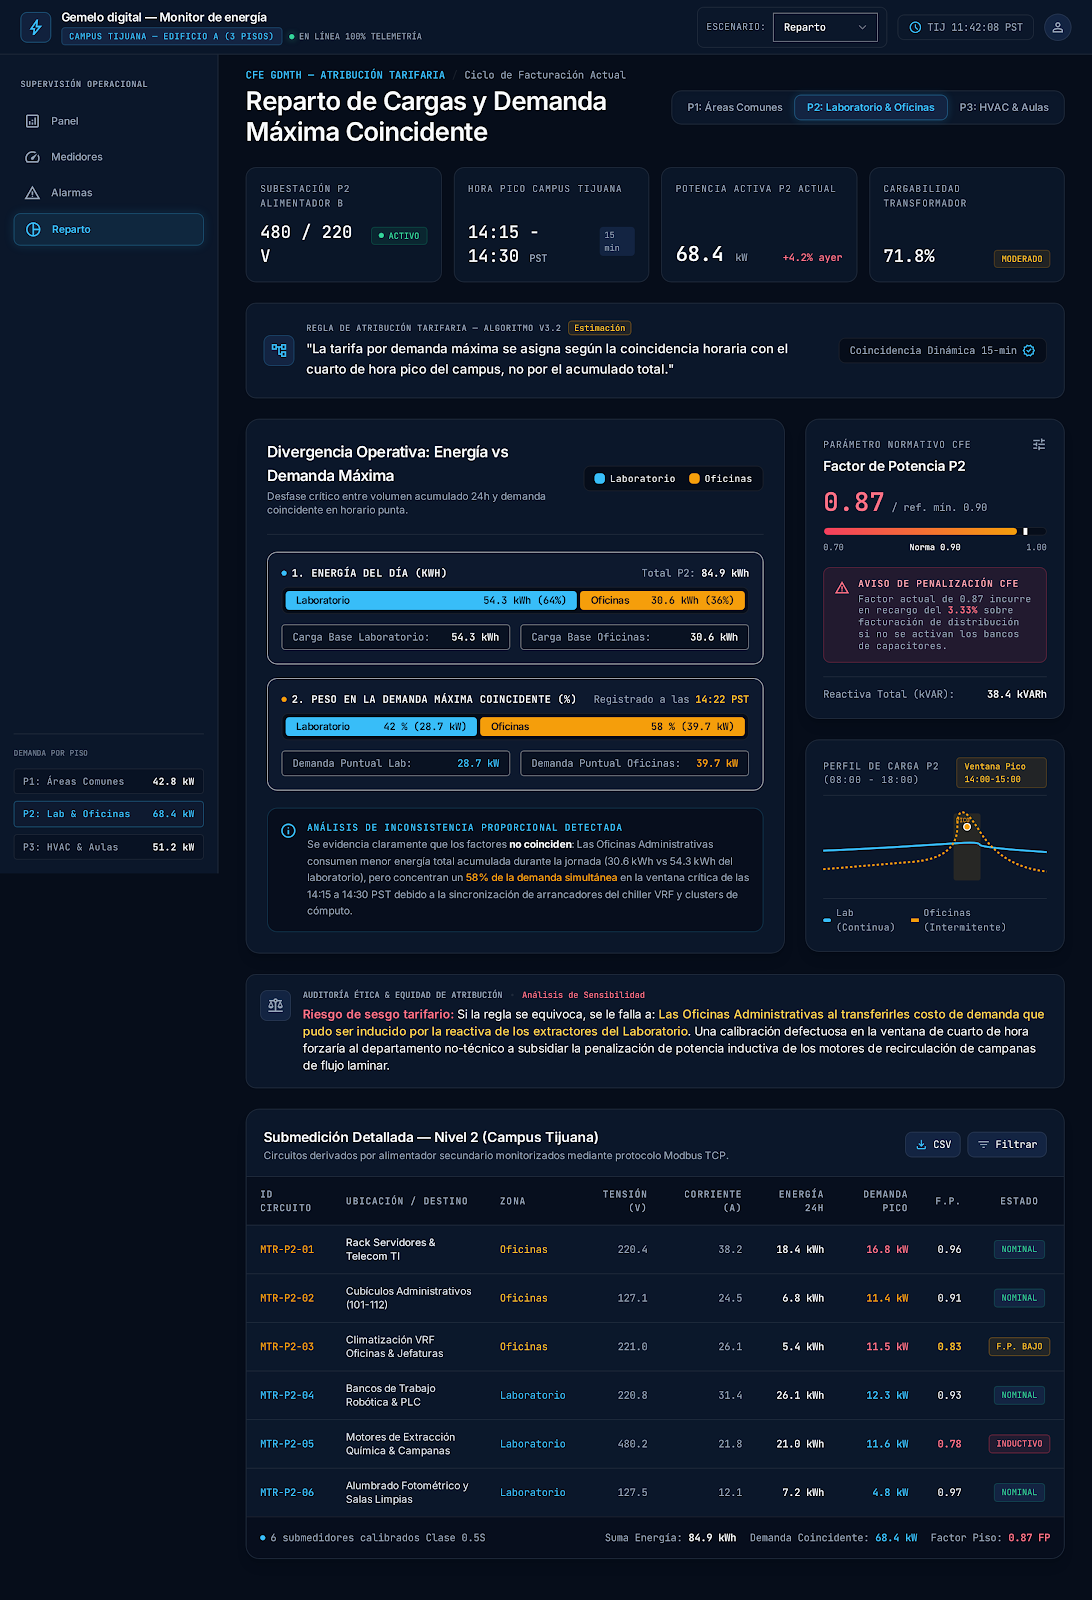 Gemelo digital — Monitor de energía
CAMPUS TIJUANA — EDIFICIO A (3 PISOS)
EN LÍNEA 100% TELEMETRÍA
ESCENARIO:
Reparto
TIJ 11:42:08 PST
SUPERVISIÓN OPERACIONAL
Panel
Medidores
Alarmas
Reparto
DEMANDA POR PISO
P1: Áreas Comunes 42.8 kW
P2: Lab & Oficinas 68.4 kW
P3: HVAC & Aulas 51.2 kW
CFE GDMTH — ATRIBUCIÓN TARIFARIA / Ciclo de Facturación Actual
Reparto de Cargas y Demanda
Máxima Coincidente
P1: Áreas Comunes
P2: Laboratorio & Oficinas
P3: HVAC & Aulas
SUBESTACIÓN P2
ALIMENTADOR B
480 / 220
V
ACTIVO
HORA PICO CAMPUS TIJUANA
14:15 -
14:30 PST
15
min
POTENCIA ACTIVA P2 ACTUAL
68.4 kW
+4.2% ayer
CARGABILIDAD
TRANSFORMADOR
71.8%
MODERADO
REGLA DE ATRIBUCIÓN TARIFARIA — ALGORITMO V3.2 Estimación
"La tarifa por demanda máxima se asigna según la coincidencia horaria con el
cuarto de hora pico del campus, no por el acumulado total."
Coincidencia Dinámica 15-min
Divergencia Operativa: Energía vs
Demanda Máxima
Desfase crítico entre volumen acumulado 24h y demanda
coincidente en horario punta.
Laboratorio
Oficinas
1. ENERGÍA DEL DÍA (KWH)
Total P2: 84.9 kWh
Laboratorio 54.3 kWh (64%)
Oficinas 30.6 kWh (36%)
Carga Base Laboratorio: 54.3 kWh
Carga Base Oficinas: 30.6 kWh
2. PESO EN LA DEMANDA MÁXIMA COINCIDENTE (%)
Registrado a las 14:22 PST
Laboratorio 42 % (28.7 kW)
Oficinas 58 % (39.7 kW)
Demanda Puntual Lab: 28.7 kW
Demanda Puntual Oficinas: 39.7 kW
ANÁLISIS DE INCONSISTENCIA PROPORCIONAL DETECTADA
Se evidencia claramente que los factores no coinciden: Las Oficinas Administrativas
consumen menor energía total acumulada durante la jornada (30.6 kWh vs 54.3 kWh del
laboratorio), pero concentran un 58% de la demanda simultánea en la ventana crítica de las
14:15 a 14:30 PST debido a la sincronización de arrancadores del chiller VRF y clusters de
cómputo.
PARÁMETRO NORMATIVO CFE
Factor de Potencia P2
0.87 / ref. mín. 0.90
0.70
Norma 0.90
1.00
AVISO DE PENALIZACIÓN CFE
Factor actual de 0.87 incurre
en recargo del 3.33% sobre
facturación de distribución
si no se activan los bancos
de capacitores.
Reactiva Total (kVAR): 38.4 kVARh
PERFIL DE CARGA P2
(08:00 - 18:00)
Ventana Pico
14:00-15:00
Lab
(Continua)
Oficinas
(Intermitente)
AUDITORÍA ÉTICA & EQUIDAD DE ATRIBUCIÓN · Análisis de Sensibilidad
Riesgo de sesgo tarifario: Si la regla se equivoca, se le falla a: Las Oficinas Administrativas al transferirles costo de demanda que
pudo ser inducido por la reactiva de los extractores del Laboratorio. Una calibración defectuosa en la ventana de cuarto de hora
forzaría al departamento no-técnico a subsidiar la penalización de potencia inductiva de los motores de recirculación de campanas
de flujo laminar.
Submedición Detallada — Nivel 2 (Campus Tijuana)
Circuitos derivados por alimentador secundario monitorizados mediante protocolo Modbus TCP.
CSV
Filtrar
ID CIRCUITO UBICACIÓN / DESTINO ZONA TENSIÓN (V) CORRIENTE (A) ENERGÍA 24H DEMANDA PICO F.P. ESTADO
MTR-P2-01 Rack Servidores & Telecom TI Oficinas 220.4 38.2 18.4 kWh 16.8 kW 0.96 NOMINAL
MTR-P2-02 Cubículos Administrativos (101-112) Oficinas 127.1 24.5 6.8 kWh 11.4 kW 0.91 NOMINAL
MTR-P2-03 Climatización VRF Oficinas & Jefaturas Oficinas 221.0 26.1 5.4 kWh 11.5 kW 0.83 F.P. BAJO
MTR-P2-04 Bancos de Trabajo Robótica & PLC Laboratorio 220.8 31.4 26.1 kWh 12.3 kW 0.93 NOMINAL
MTR-P2-05 Motores de Extracción Química & Campanas Laboratorio 480.2 21.8 21.0 kWh 11.6 kW 0.78 INDUCTIVO
MTR-P2-06 Alumbrado Fotométrico y Salas Limpias Laboratorio 127.5 12.1 7.2 kWh 4.8 kW 0.97 NOMINAL
6 submedidores calibrados Clase 0.5S
Suma Energía: 84.9 kWh Demanda Coincidente: 68.4 kW Factor Piso: 0.87 FP